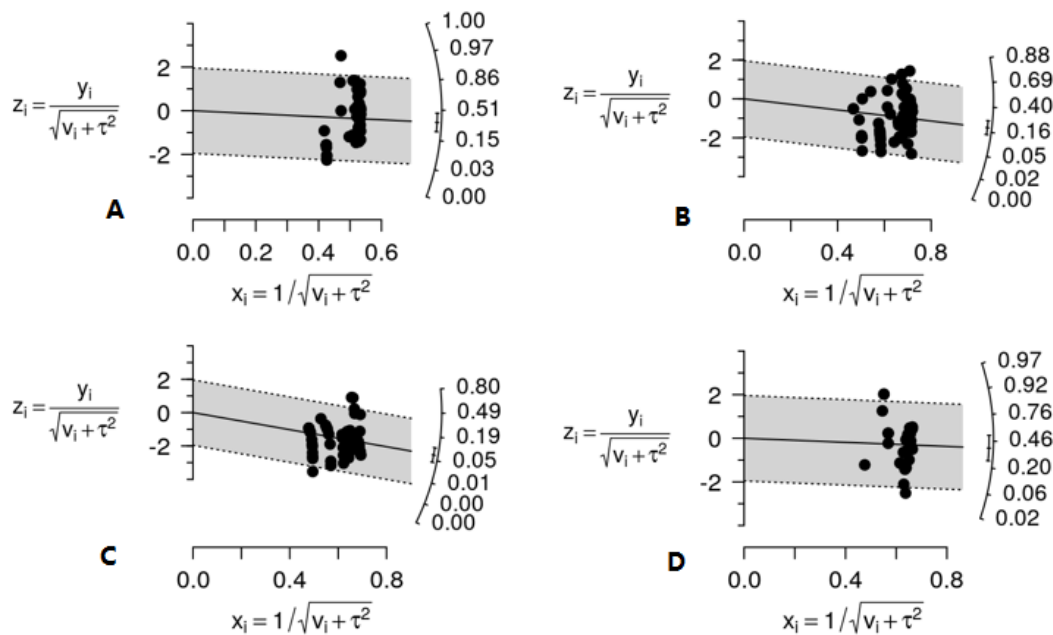 z_i = y_i / √(v_i + τ²)
2
0
-2
1.00
0.97
0.86
0.51
0.15
0.03
0.00
A
0.0 0.2 0.4 0.6
x_i = 1/√(v_i + τ²)
z_i = y_i / √(v_i + τ²)
2
0
-2
0.88
0.69
0.40
0.16
0.05
0.02
0.00
B
0.0 0.4 0.8
x_i = 1/√(v_i + τ²)
z_i = y_i / √(v_i + τ²)
2
0
-2
0.80
0.49
0.19
0.05
0.01
0.00
0.00
C
0.0 0.4 0.8
x_i = 1/√(v_i + τ²)
z_i = y_i / √(v_i + τ²)
2
0
-2
0.97
0.92
0.76
0.46
0.20
0.06
0.02
D
0.0 0.4 0.8
x_i = 1/√(v_i + τ²)